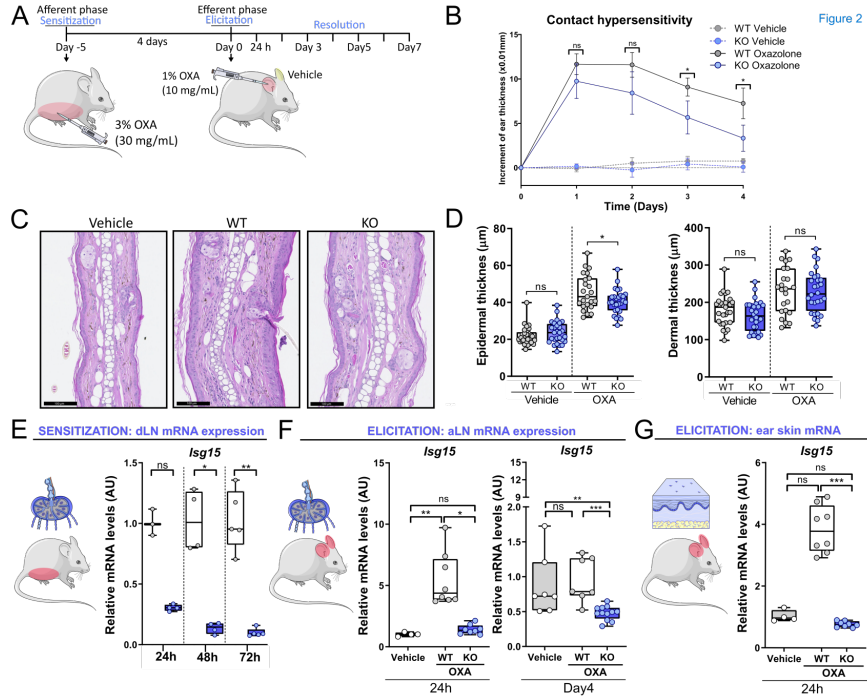 Figure 2
A
Afferent phase
Sensitization
Efferent phase
Elicitation
Resolution
4 days
Day -5
Day 0
24 h
Day 3
Day5
Day7
1% OXA
(10 mg/mL)
Vehicle
3% OXA
(30 mg/mL)
B
Contact hypersensitivity
WT Vehicle
KO Vehicle
WT Oxazolone
KO Oxazolone
Increment of ear thickness (x0.01mm)
15
10
5
0
ns
ns
*
*
0
1
2
3
4
Time (Days)
C
Vehicle
WT
KO
D
Epidermal thicknes (µm)
80
60
40
20
0
ns
*
WT
KO
WT
KO
Vehicle
OXA
Dermal thicknes (µm)
400
300
200
100
0
ns
ns
WT
KO
WT
KO
Vehicle
OXA
E
SENSITIZATION: dLN mRNA expression
Isg15
Relative mRNA levels (AU)
1.5
1.0
0.5
0.0
ns
*
**
24h
48h
72h
F
ELICITATION: aLN mRNA expression
Isg15
Relative mRNA levels (AU)
15
10
5
0
ns
**
*
Vehicle
WT
KO
OXA
24h
Isg15
Relative mRNA levels (AU)
15
10
5
2.0
1.5
1.0
0.5
0.0
**
ns
***
Vehicle
WT
KO
OXA
Day4
G
ELICITATION: ear skin mRNA
Isg15
Relative mRNA levels (AU)
6
4
2
0
ns
ns
***
Vehicle
WT
KO
OXA
24h